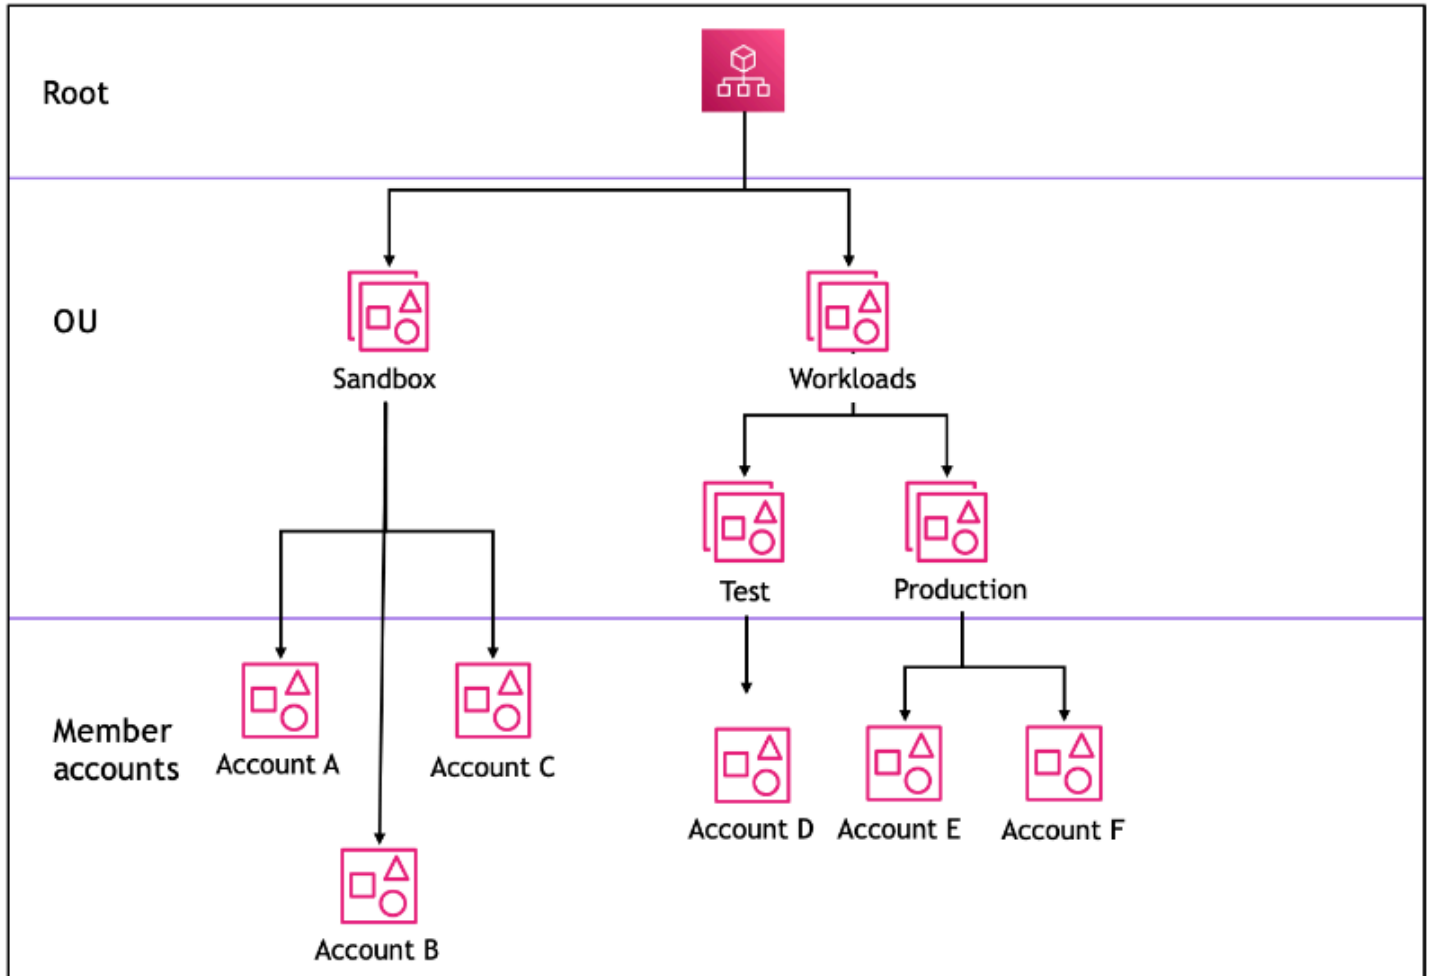 Root
OU
Sandbox
Workloads
Test
Production
Member
accounts
Account A
Account C
Account D
Account E
Account F
Account B